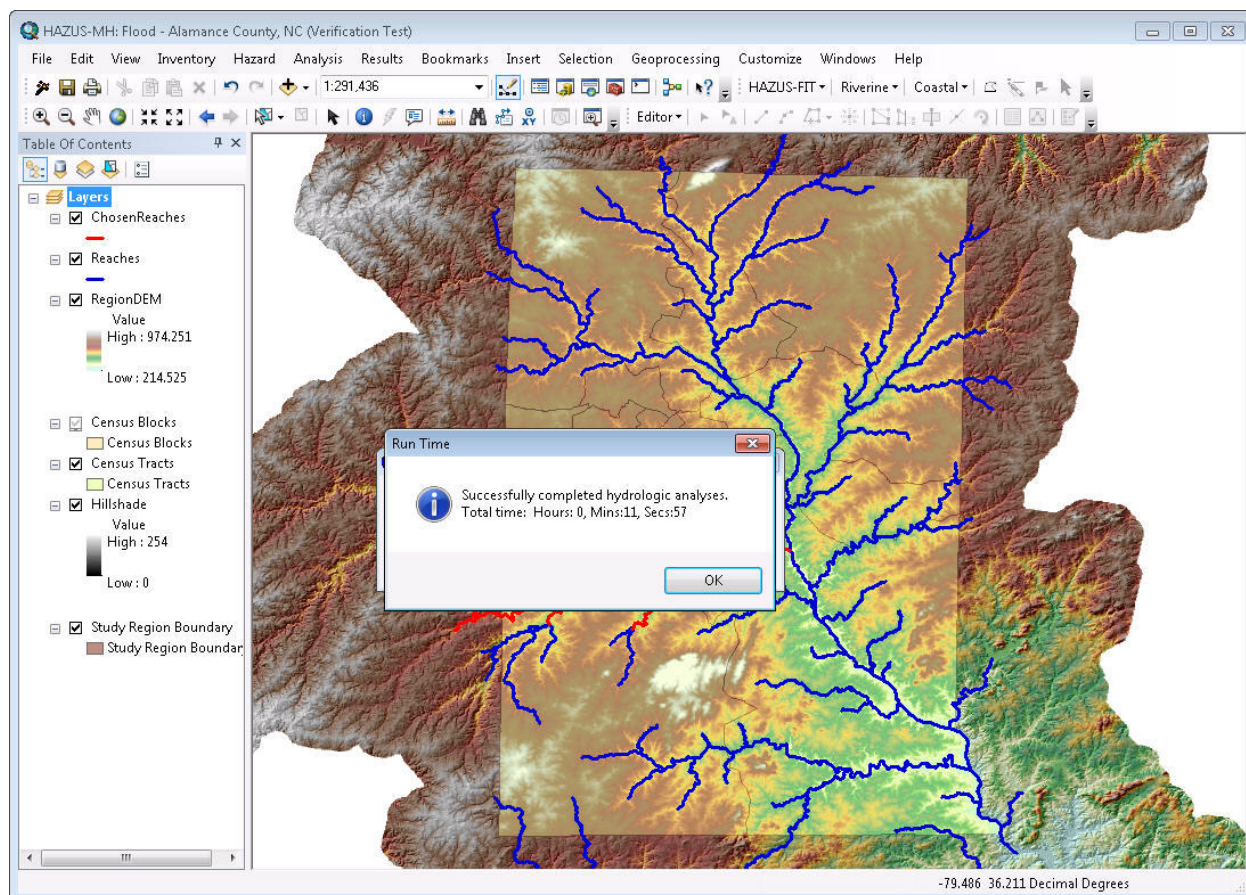 HAZUS-MH: Flood - Alamance County, NC (Verification Test)
File Edit View Inventory Hazard Analysis Results Bookmarks Insert Selection Geoprocessing Customize Windows Help
1:291,436 HAZUS-FIT Riverine Coastal
XY Editor
Table Of Contents
Layers
ChosenReaches
Reaches
RegionDEM
Value
High : 974.251
Low : 214.525
Census Blocks
Census Blocks
Census Tracts
Census Tracts
Hillshade
Value
High : 254
Low : 0
Study Region Boundary
Study Region Boundar
Run Time
Successfully completed hydrologic analyses.
Total time: Hours: 0, Mins:11, Secs:57
OK
-79.486 36.211 Decimal Degrees